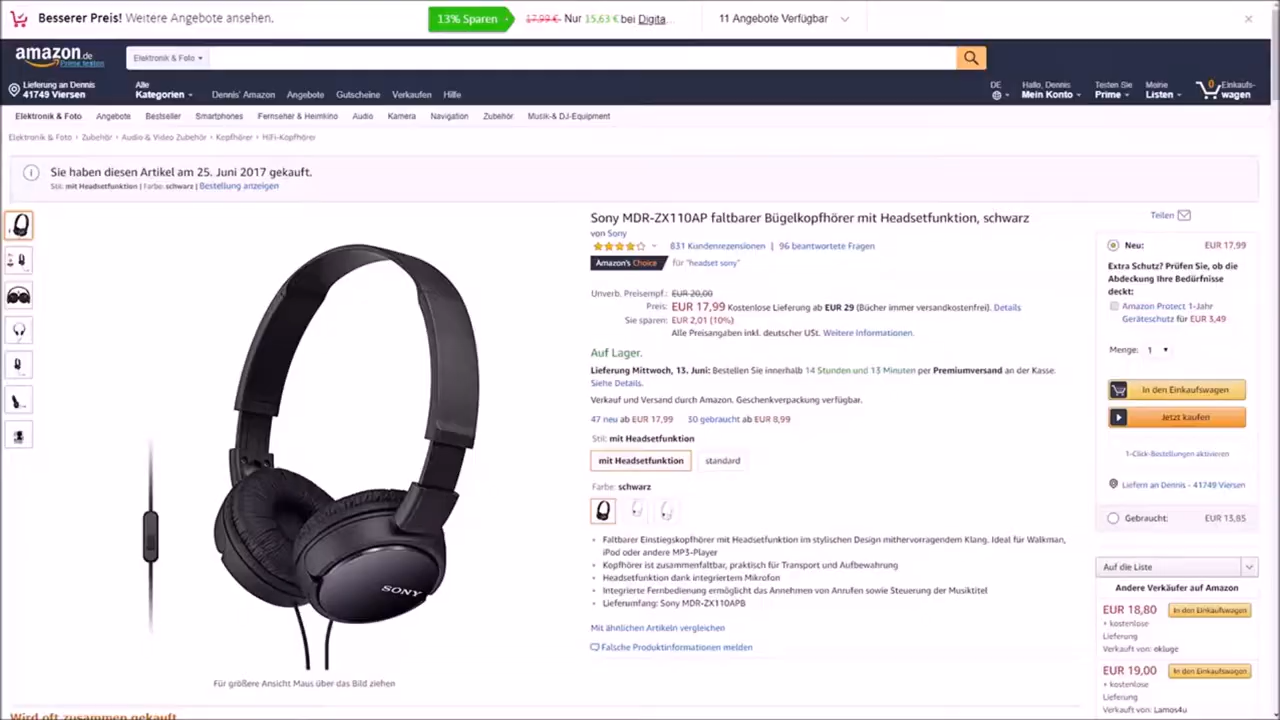 Besserer Preis! Weitere Angebote ansehen.
13% Sparen
17,99 € Nur 15,63 € bei Digita...
11 Angebote Verfügbar
amazon.de
Prime testen
Elektronik & Foto
Lieferung an Dennis
41749 Viersen
Alle
Kategorien
Dennis' Amazon Angebote Gutscheine Verkaufen Hilfe
DE
Hallo, Dennis
Mein Konto
Testen Sie
Prime
Meine
Listen
0
Einkaufs-
wagen
Elektronik & Foto Angebote Bestseller Smartphones Fernseher & Heimkino Audio Kamera Navigation Zubehör Musik- & DJ-Equipment
Elektronik & Foto › Zubehör › Audio & Video Zubehör › Kopfhörer › HiFi-Kopfhörer
Sie haben diesen Artikel am 25. Juni 2017 gekauft.
Stil: mit Headsetfunktion | Farbe: schwarz | Bestellung anzeigen
SONY
Für größere Ansicht Maus über das Bild ziehen
Sony MDR-ZX110AP faltbarer Bügelkopfhörer mit Headsetfunktion, schwarz
von Sony
831 Kundenrezensionen | 96 beantwortete Fragen
Amazon's Choice für "headset sony"
Unverb. Preisempf.: EUR 20,00
Preis: EUR 17,99 Kostenlose Lieferung ab EUR 29 (Bücher immer versandkostenfrei). Details
Sie sparen: EUR 2,01 (10%)
Alle Preisangaben inkl. deutscher USt. Weitere Informationen.
Auf Lager.
Lieferung Mittwoch, 13. Juni: Bestellen Sie innerhalb 14 Stunden und 13 Minuten per Premiumversand an der Kasse.
Siehe Details.
Verkauf und Versand durch Amazon. Geschenkverpackung verfügbar.
47 neu ab EUR 17,99 30 gebraucht ab EUR 8,99
Stil: mit Headsetfunktion
mit Headsetfunktion standard
Farbe: schwarz
• Faltbarer Einstiegskopfhörer mit Headsetfunktion im stylischen Design mithervorragendem Klang. Ideal für Walkman,
iPod oder andere MP3-Player
• Kopfhörer ist zusammenfaltbar, praktisch für Transport und Aufbewahrung
• Headsetfunktion dank integriertem Mikrofon
• Integrierte Fernbedienung ermöglicht das Annehmen von Anrufen sowie Steuerung der Musiktitel
• Lieferumfang: Sony MDR-ZX110APB
Mit ähnlichen Artikeln vergleichen
Falsche Produktinformationen melden
Teilen
Neu: EUR 17,99
Extra Schutz? Prüfen Sie, ob die
Abdeckung Ihre Bedürfnisse
deckt:
Amazon Protect 1-Jahr
Geräteschutz für EUR 3,49
Menge: 1
In den Einkaufswagen
Jetzt kaufen
1-Click-Bestellungen aktivieren
Liefern an Dennis - 41749 Viersen
Gebraucht: EUR 13,85
Auf die Liste
Andere Verkäufer auf Amazon
EUR 18,80 In den Einkaufswagen
+ kostenlose
Lieferung
Verkauft von: okluge
EUR 19,00 In den Einkaufswagen
+ kostenlose
Lieferung
Verkauft von: Lamos4u
Wird oft zusammen gekauft